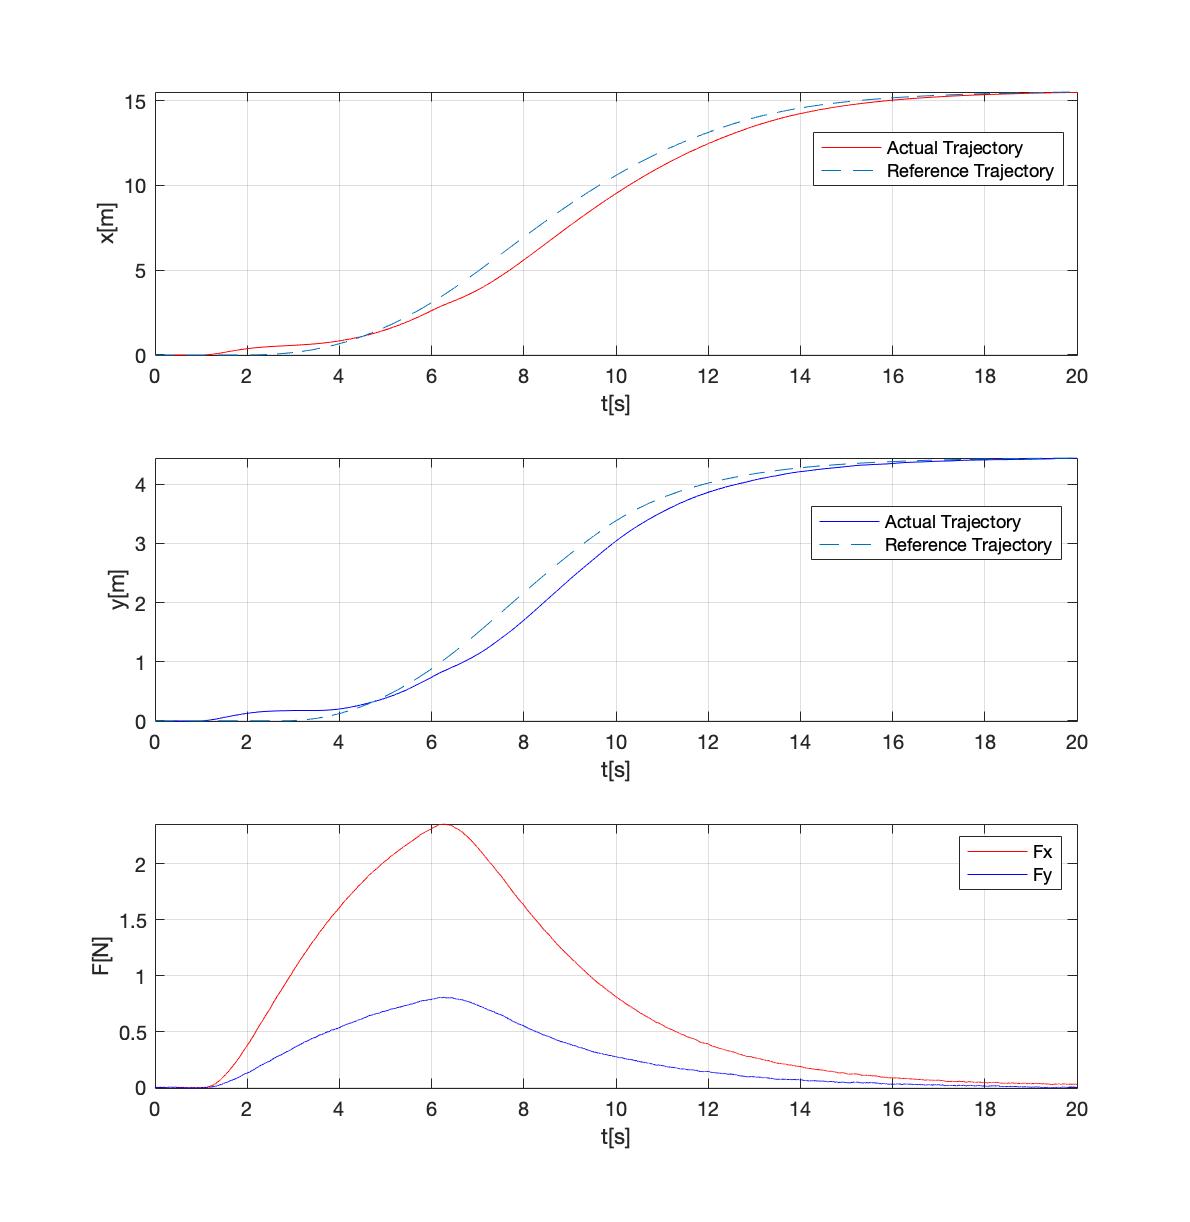 15
10
5
0
x[m]
0 2 4 6 8 10 12 14 16 18 20
t[s]
Actual Trajectory
Reference Trajectory
4
3
2
1
0
y[m]
0 2 4 6 8 10 12 14 16 18 20
t[s]
Actual Trajectory
Reference Trajectory
2
1.5
1
0.5
0
F[N]
0 2 4 6 8 10 12 14 16 18 20
t[s]
Fx
Fy